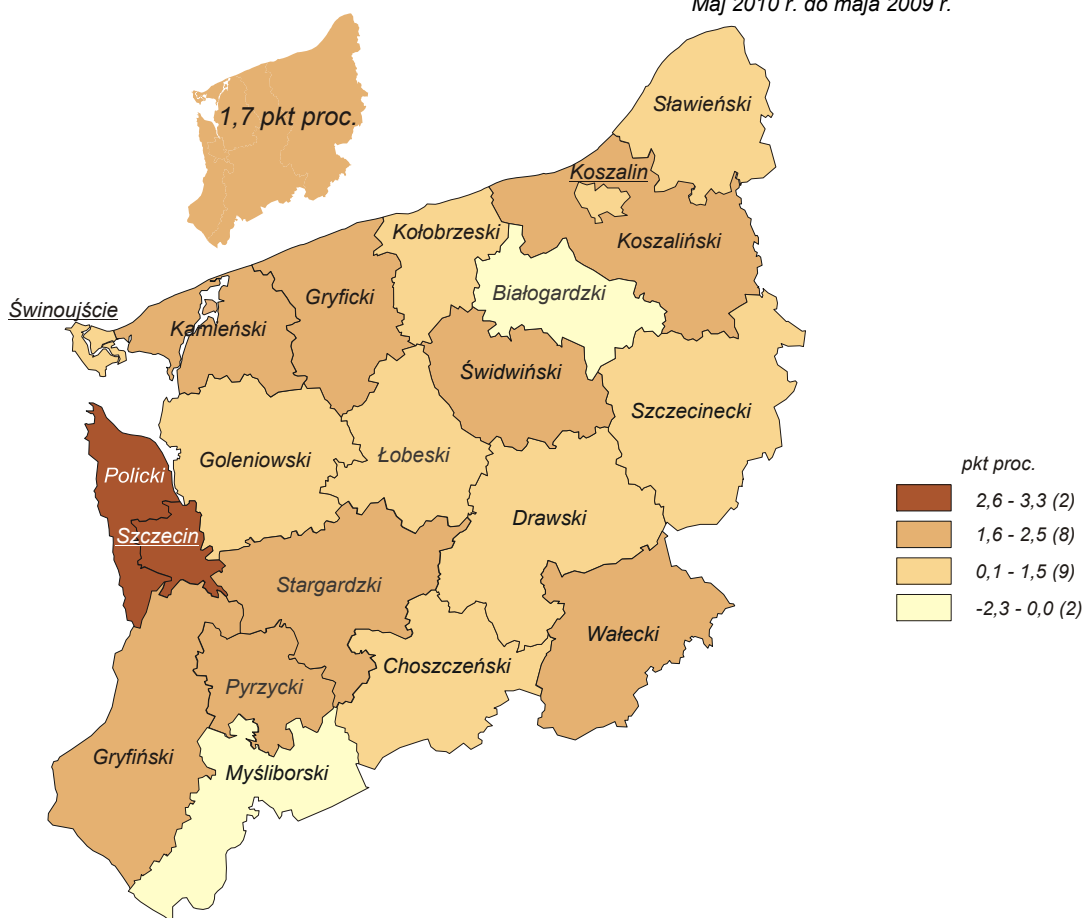 Maj 2010 r. do maja 2009 r.
1,7 pkt proc.
Sławieński
Koszalin
Kołobrzeski
Koszaliński
Białogardzki
Gryficki
Świnoujście
Kamieński
Świdwiński
Szczecinecki
Goleniowski
Łobeski
Policki
Drawski
Szczecin
Stargardzki
Wałecki
Choszczeński
Pyrzycki
Gryfiński
Myśliborski
pkt proc.
2,6 - 3,3 (2)
1,6 - 2,5 (8)
0,1 - 1,5 (9)
-2,3 - 0,0 (2)